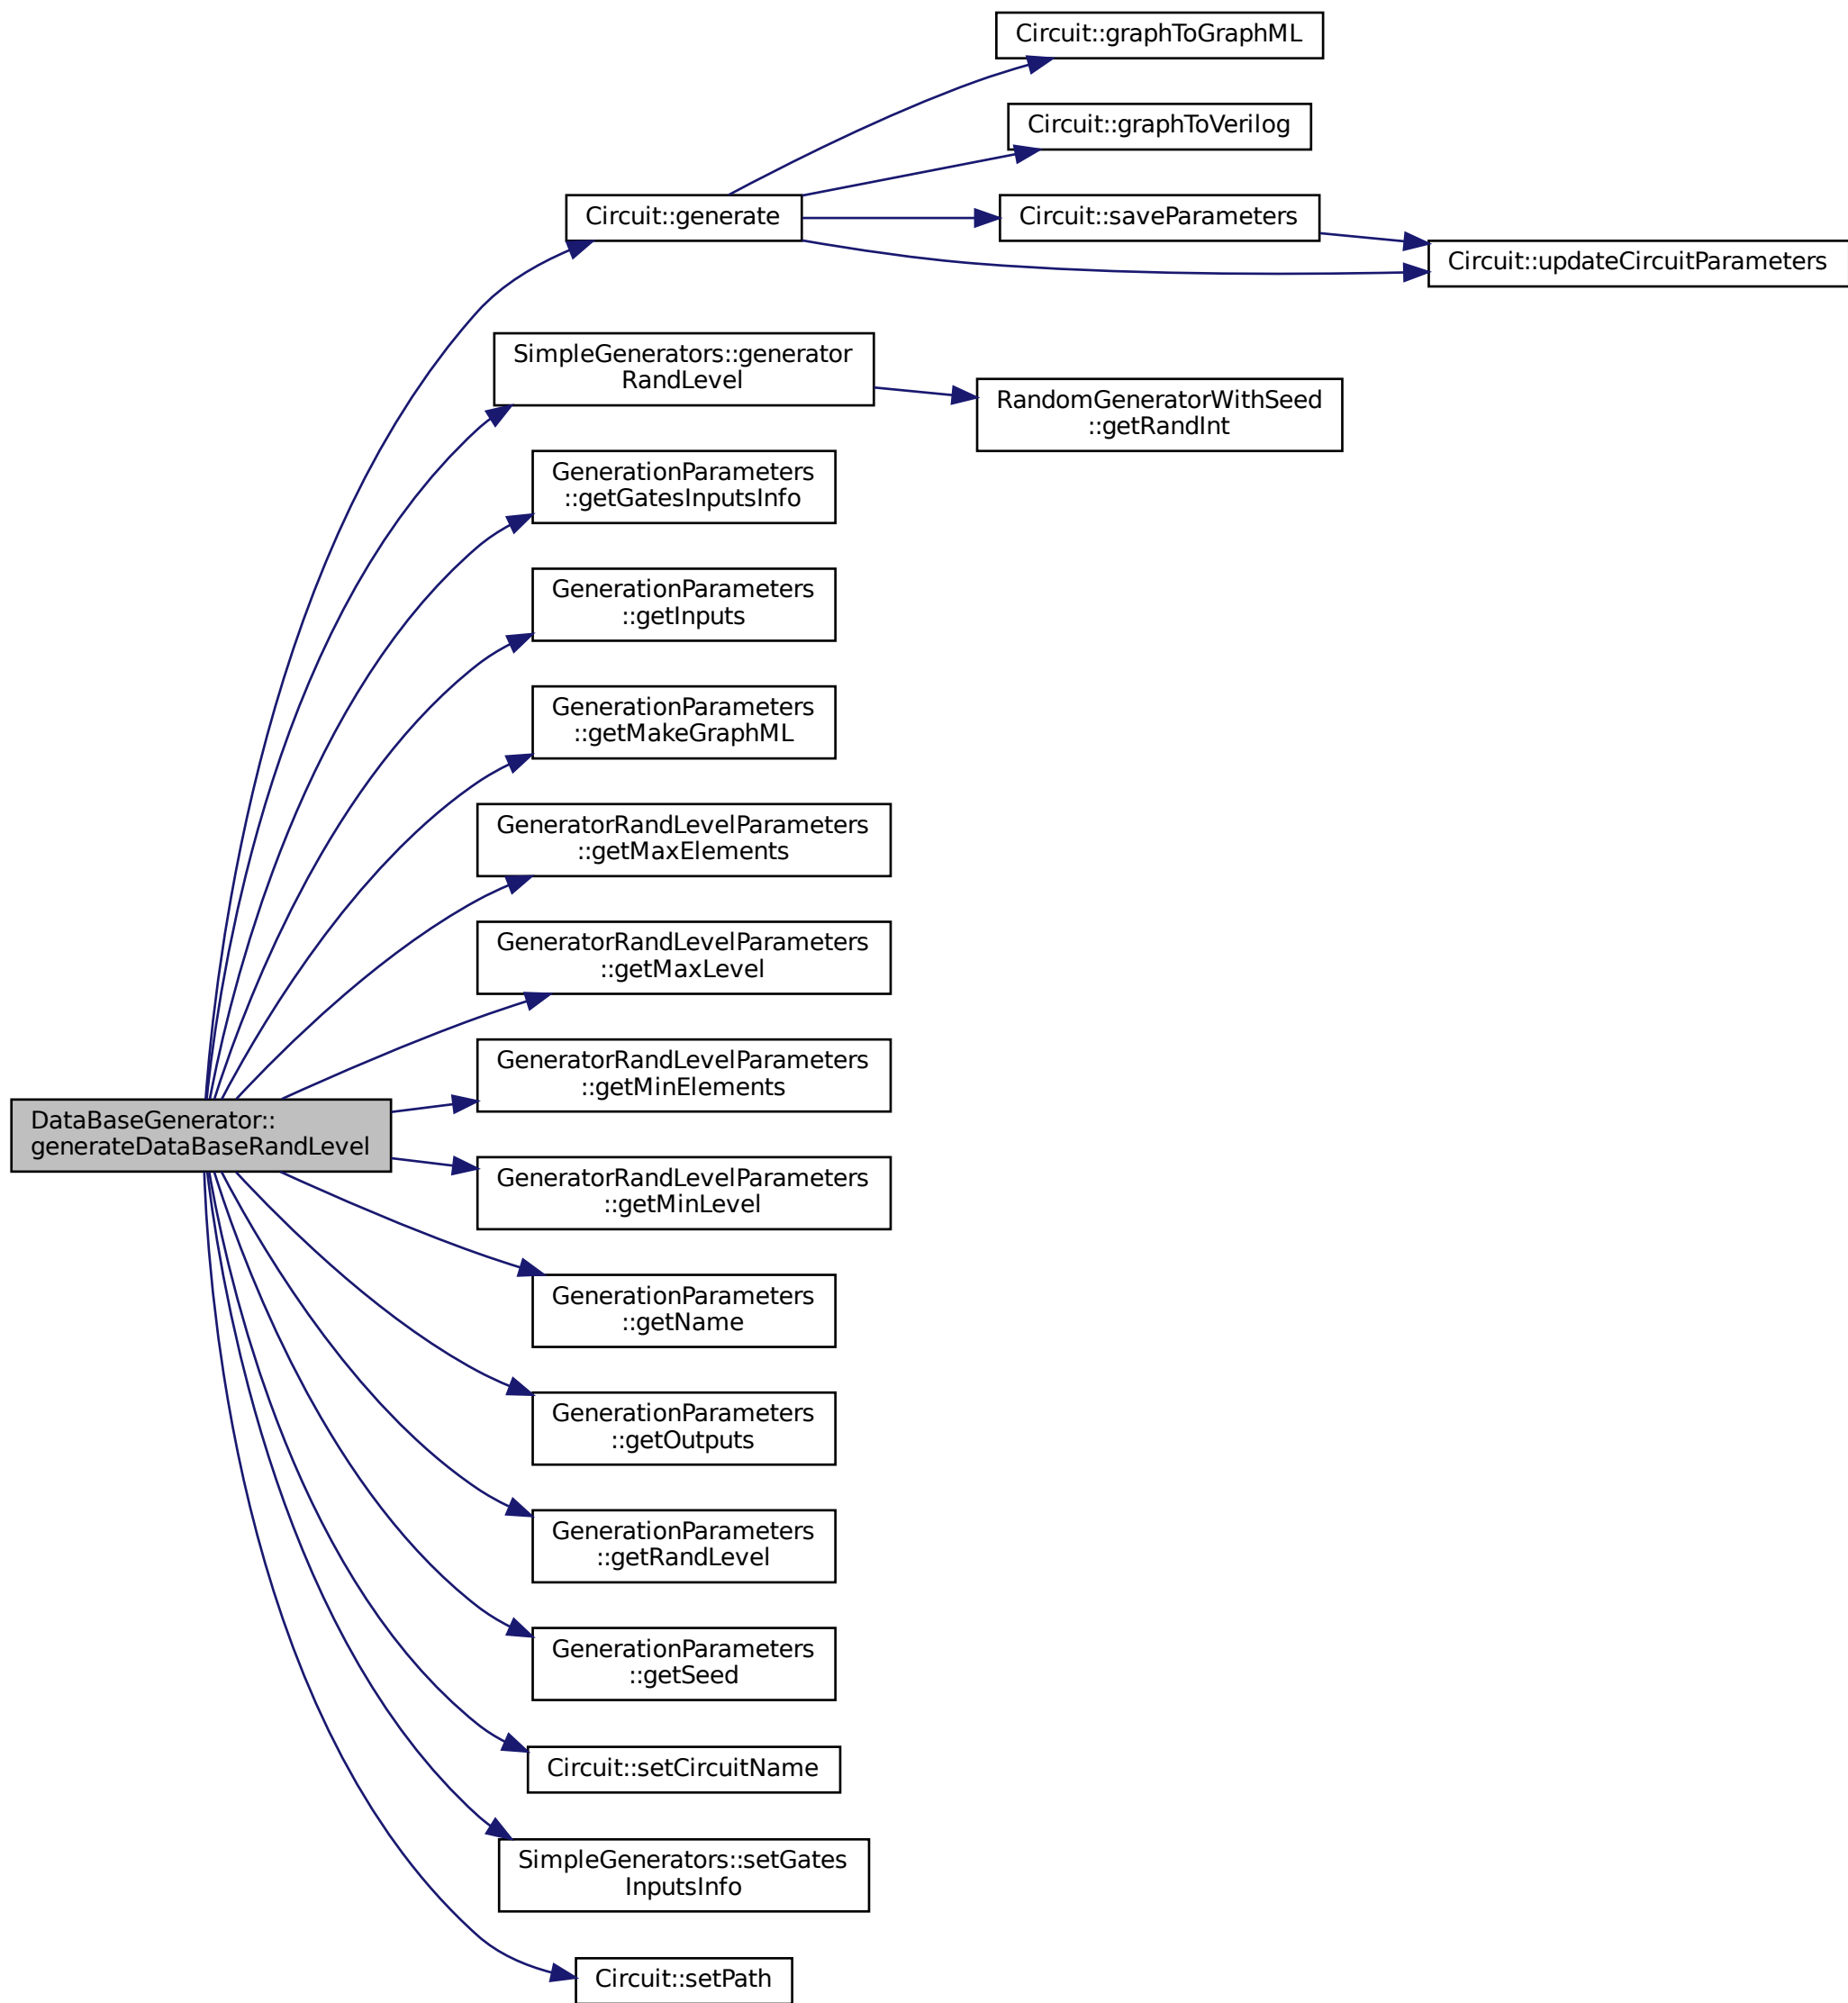 Circuit::graphToGraphML
Circuit::graphToVerilog
Circuit::generate
Circuit::saveParameters
Circuit::updateCircuitParameters
SimpleGenerators::generator
RandLevel
RandomGeneratorWithSeed
::getRandInt
GenerationParameters
::getGatesInputsInfo
GenerationParameters
::getInputs
GenerationParameters
::getMakeGraphML
GeneratorRandLevelParameters
::getMaxElements
GeneratorRandLevelParameters
::getMaxLevel
GeneratorRandLevelParameters
::getMinElements
DataBaseGenerator::
generateDataBaseRandLevel
GeneratorRandLevelParameters
::getMinLevel
GenerationParameters
::getName
GenerationParameters
::getOutputs
GenerationParameters
::getRandLevel
GenerationParameters
::getSeed
Circuit::setCircuitName
SimpleGenerators::setGates
InputsInfo
Circuit::setPath